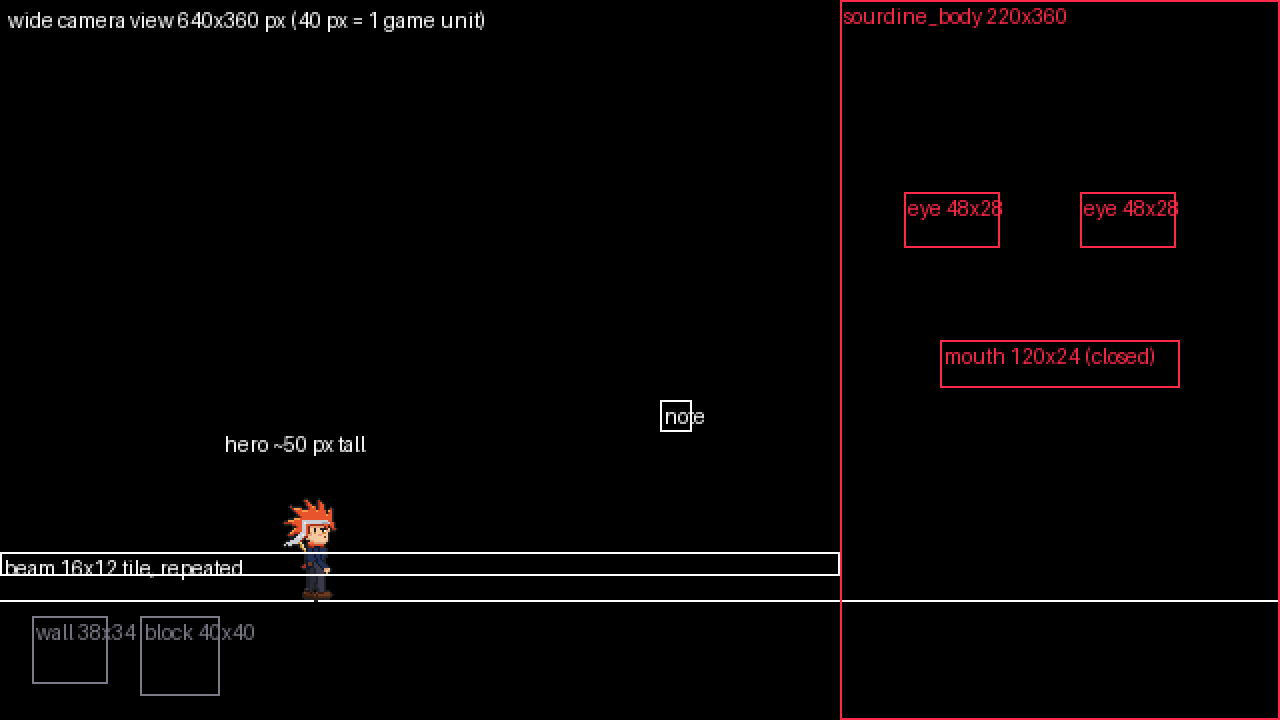 wide camera view 640x360 px (40 px = 1 game unit)
sourdine_body 220x360
eye 48x28
eye 48x28
mouth 120x24 (closed)
note
hero ~50 px tall
beam 16x12 tile, repeated
wall 38x34
block 40x40